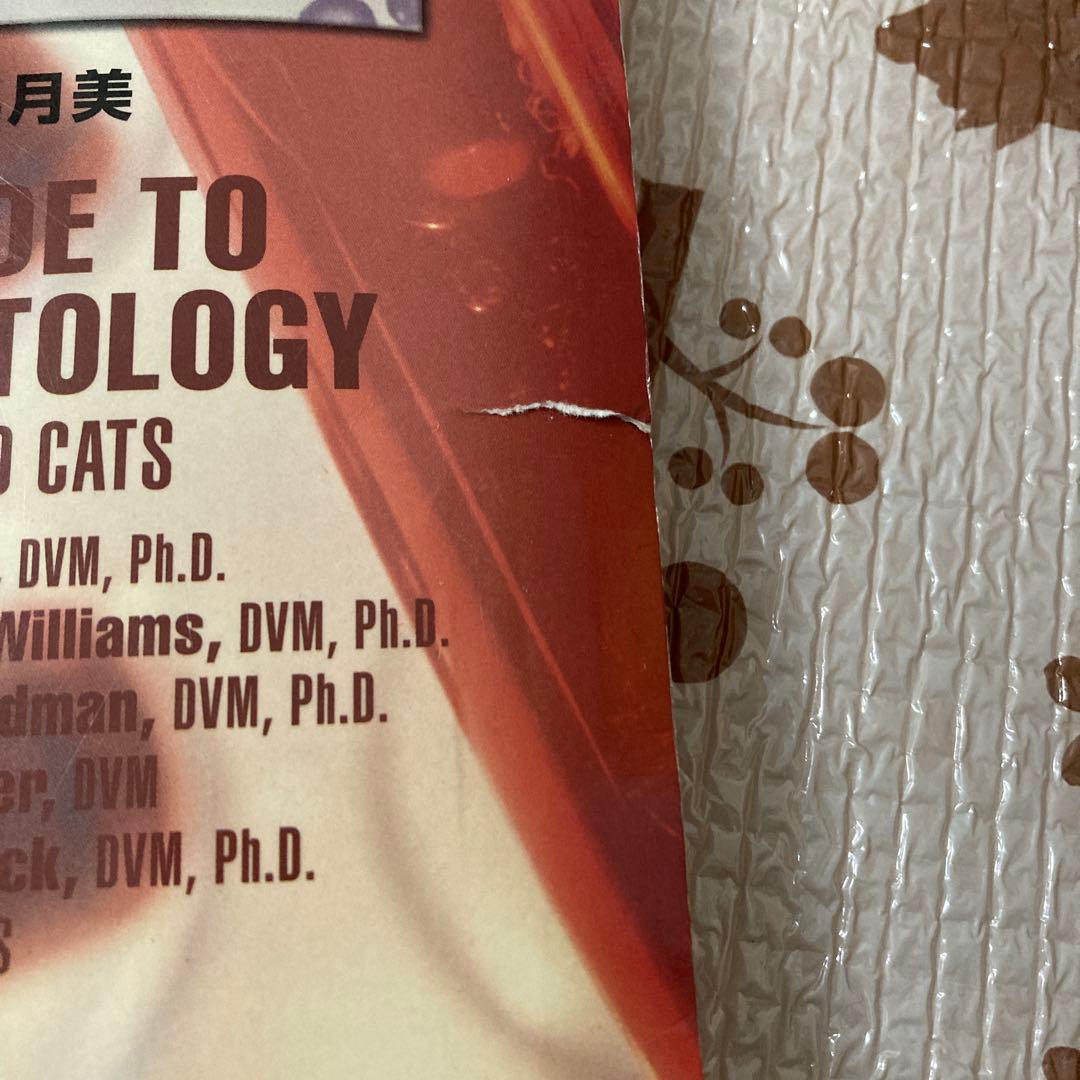 月美
DE TO
TOLOGY
D CATS
, DVM, Ph.D.
Williams, DVM, Ph.D.
dman, DVM, Ph.D.
er, DVM
ck, DVM, Ph.D.
S